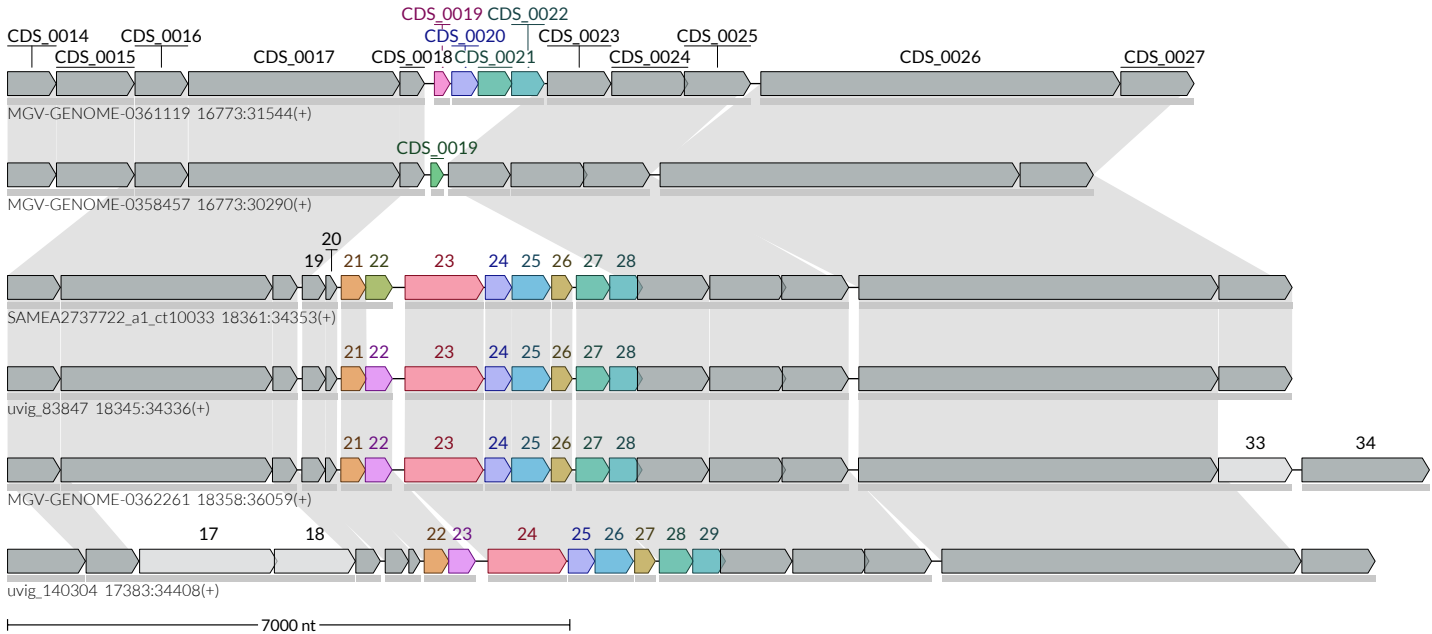 CDS_0019 CDS_0022
CDS_0014 CDS_0016 CDS_0020 CDS_0023 CDS_0025
CDS_0015 CDS_0017 CDS_0018 CDS_0021 CDS_0024 CDS_0026 CDS_0027
MGV-GENOME-0361119 16773:31544(+)
CDS_0019
MGV-GENOME-0358457 16773:30290(+)
20
19 21 22 23 24 25 26 27 28
SAMEA2737722_a1_ct10033 18361:34353(+)
21 22 23 24 25 26 27 28
uvig_83847 18345:34336(+)
21 22 23 24 25 26 27 28 33 34
MGV-GENOME-0362261 18358:36059(+)
17 18 22 23 24 25 26 27 28 29
uvig_140304 17383:34408(+)
7000 nt